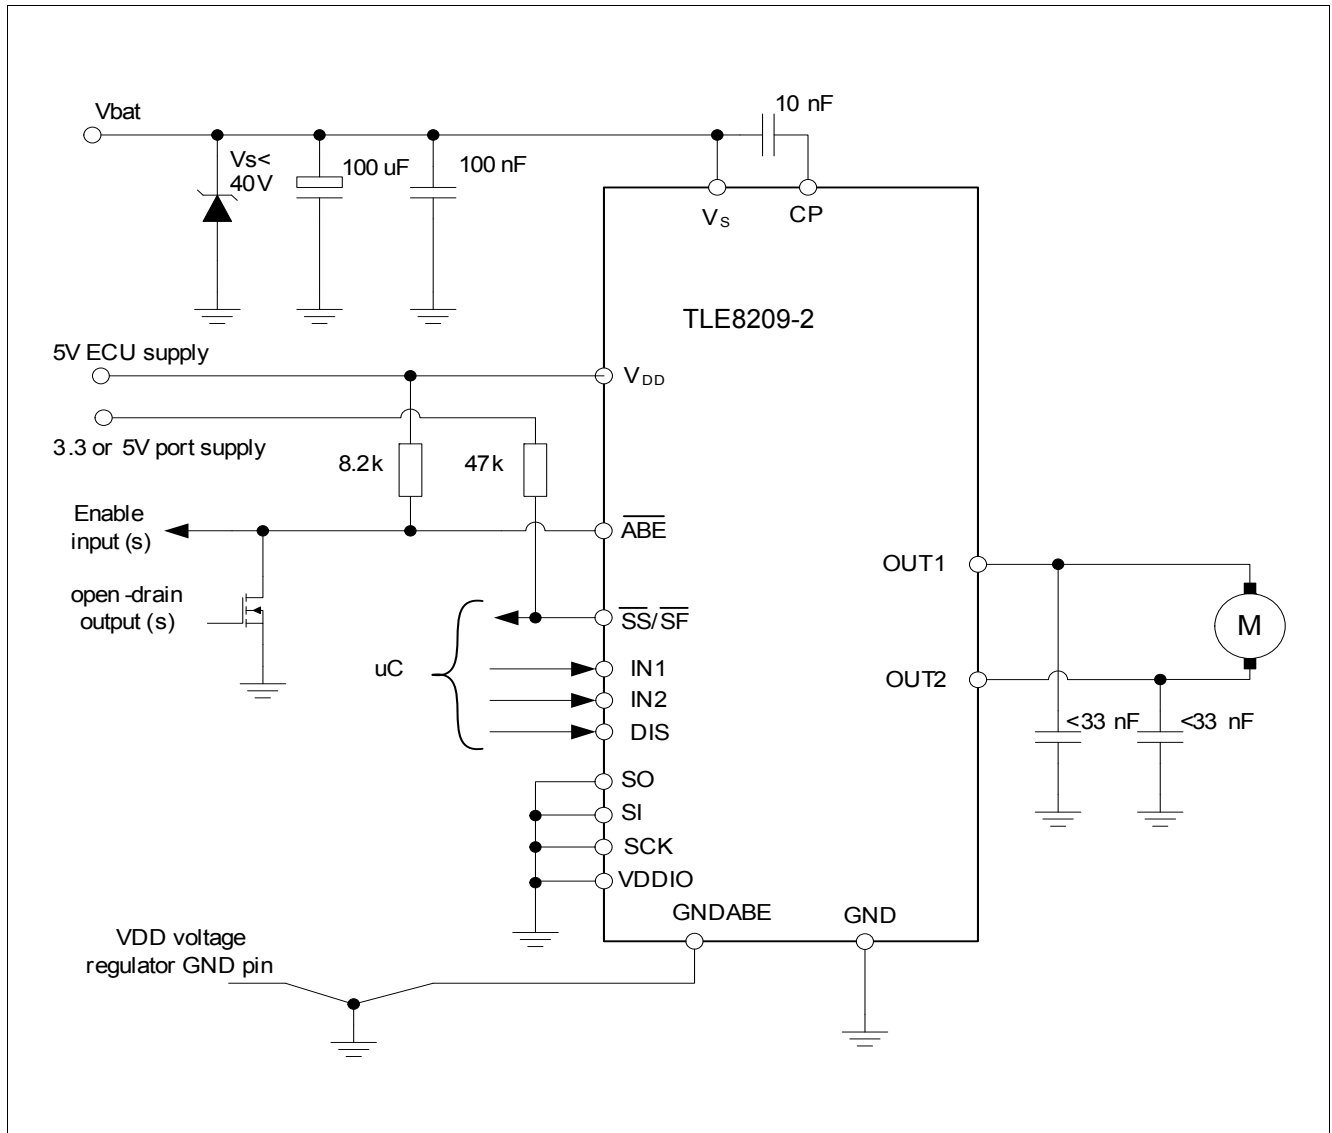 Vbat
10 nF
Vs<
40V
100 uF
100 nF
VS
CP
TLE8209-2
5V ECU supply
VDD
3.3 or 5V port supply
8.2k
47k
Enable
input (s)
ABE
OUT1
open-drain
output (s)
SS/SF
M
uC
IN1
OUT2
IN2
DIS
<33 nF
<33 nF
SO
SI
SCK
VDDIO
GNDABE
GND
VDD voltage
regulator GND pin